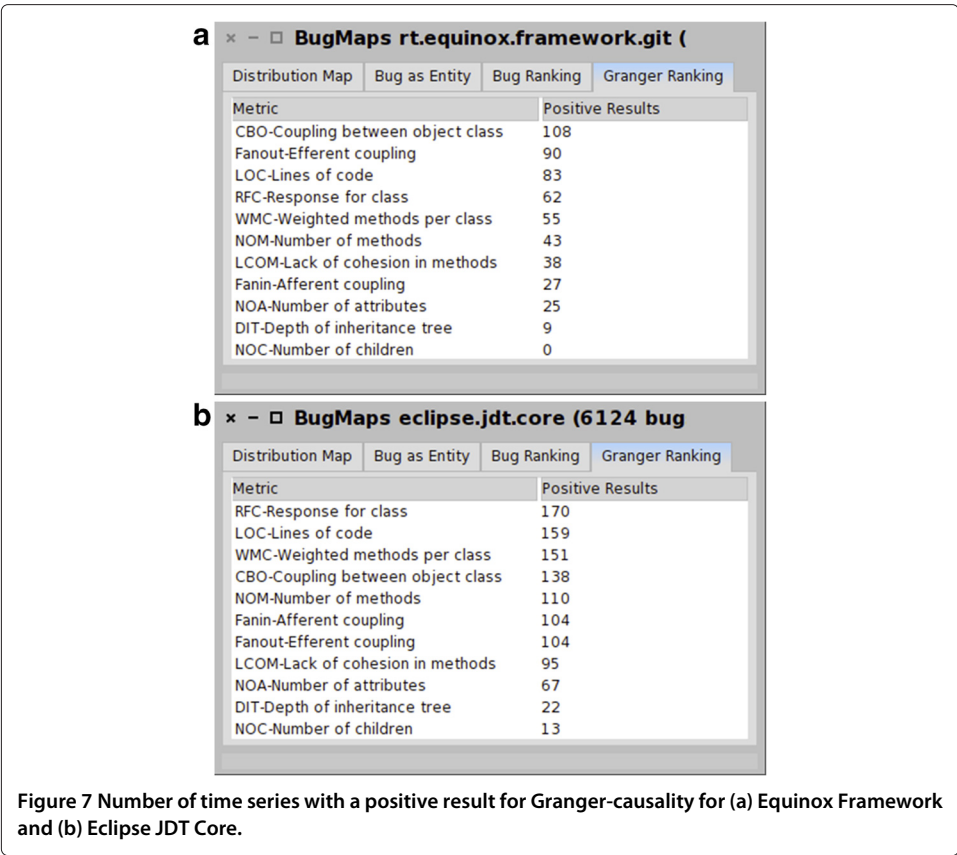 a
× − □ BugMaps rt.equinox.framework.git (
Distribution Map Bug as Entity Bug Ranking Granger Ranking
Metric Positive Results
CBO-Coupling between object class 108
Fanout-Efferent coupling 90
LOC-Lines of code 83
RFC-Response for class 62
WMC-Weighted methods per class 55
NOM-Number of methods 43
LCOM-Lack of cohesion in methods 38
Fanin-Afferent coupling 27
NOA-Number of attributes 25
DIT-Depth of inheritance tree 9
NOC-Number of children 0
b
× − □ BugMaps eclipse.jdt.core (6124 bug
Distribution Map Bug as Entity Bug Ranking Granger Ranking
Metric Positive Results
RFC-Response for class 170
LOC-Lines of code 159
WMC-Weighted methods per class 151
CBO-Coupling between object class 138
NOM-Number of methods 110
Fanin-Afferent coupling 104
Fanout-Efferent coupling 104
LCOM-Lack of cohesion in methods 95
NOA-Number of attributes 67
DIT-Depth of inheritance tree 22
NOC-Number of children 13
Figure 7 Number of time series with a positive result for Granger-causality for (a) Equinox Framework
and (b) Eclipse JDT Core.